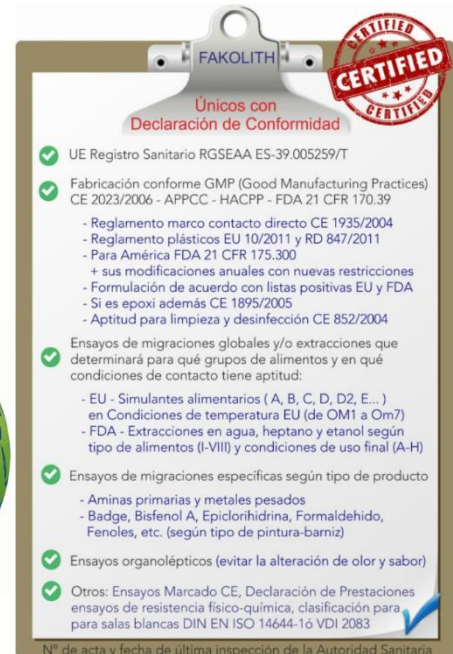 FAKOLITH
CERTIFIED
CERTIFIED
CERTIFIED
Únicos con
Declaración de Conformidad
UE Registro Sanitario RGSEAA ES-39.005259/T
Fabricación conforme GMP (Good Manufacturing Practices)
CE 2023/2006 - APPCC - HACPP - FDA 21 CFR 170.39
- Reglamento marco contacto directo CE 1935/2004
- Reglamento plásticos EU 10/2011 y RD 847/2011
- Para América FDA 21 CFR 175.300
+ sus modificaciones anuales con nuevas restricciones
- Formulación de acuerdo con listas positivas EU y FDA
- Si es epoxi además CE 1895/2005
- Aptitud para limpieza y desinfección CE 852/2004
Ensayos de migraciones globales y/o extracciones que
determinará para qué grupos de alimentos y en qué
condiciones de contacto tiene aptitud:
- EU - Simulantes alimentarios ( A, B, C, D, D2, E... )
en Condiciones de temperatura EU (de OM1 a Om7)
- FDA - Extracciones en agua, heptano y etanol según
tipo de alimentos (I-VIII) y condiciones de uso final (A-H)
Ensayos de migraciones específicas según tipo de producto
- Aminas primarias y metales pesados
- Badge, Bisfenol A, Epiclorihidrina, Formaldehido,
Fenoles, etc. (según tipo de pintura-barniz)
Ensayos organolépticos (evitar la alteración de olor y sabor)
Otros: Ensayos Marcado CE, Declaración de Prestaciones
ensayos de resistencia físico-química, clasificación para
para salas blancas DIN EN ISO 14644-16 VDI 2083
Nº de acta y fecha de última inspección de la Autoridad Sanitaria